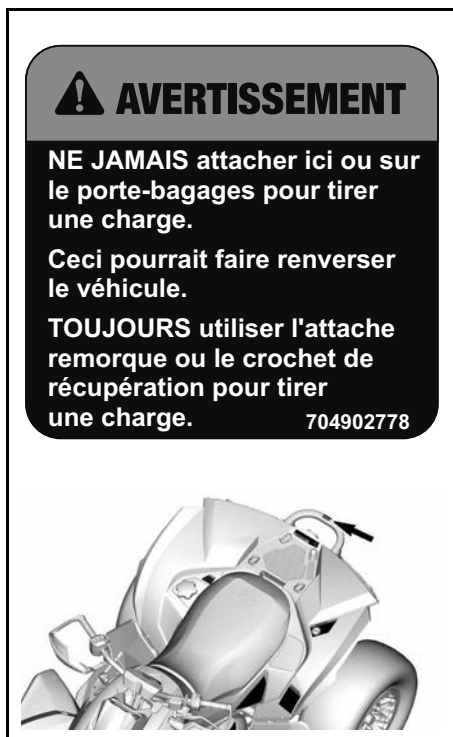 AVERTISSEMENT
NE JAMAIS attacher ici ou sur
le porte-bagages pour tirer
une charge.
Ceci pourrait faire renverser
le véhicule.
TOUJOURS utiliser l'attache
remorque ou le crochet de
récupération pour tirer
une charge. 704902778